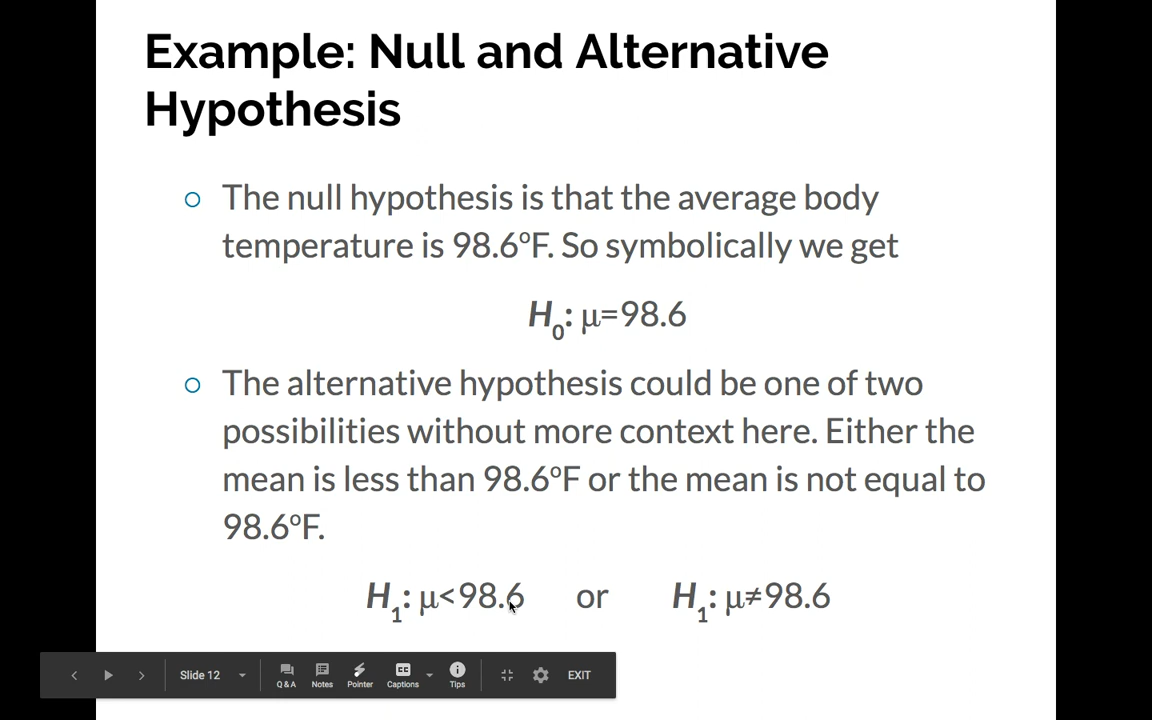 Example: Null and Alternative
Hypothesis
The null hypothesis is that the average body
temperature is 98.6ºF. So symbolically we get
H₀: μ=98.6
The alternative hypothesis could be one of two
possibilities without more context here. Either the
mean is less than 98.6ºF or the mean is not equal to
98.6ºF.
H₁: μ<98.6 or H₁: μ≠98.6
Slide 12
Q & A Notes Pointer Captions Tips EXIT